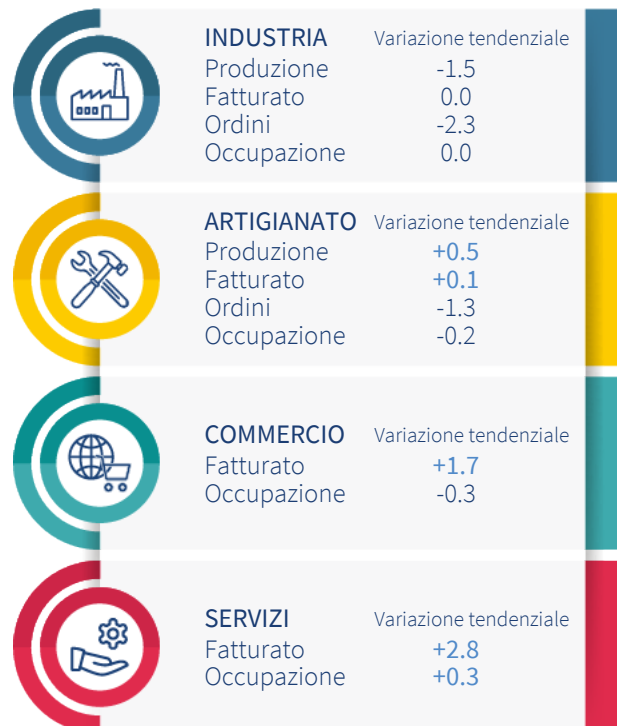 INDUSTRIA Variazione tendenziale
Produzione -1.5
Fatturato 0.0
Ordini -2.3
Occupazione 0.0
ARTIGIANATO Variazione tendenziale
Produzione +0.5
Fatturato +0.1
Ordini -1.3
Occupazione -0.2
COMMERCIO Variazione tendenziale
Fatturato +1.7
Occupazione -0.3
SERVIZI Variazione tendenziale
Fatturato +2.8
Occupazione +0.3